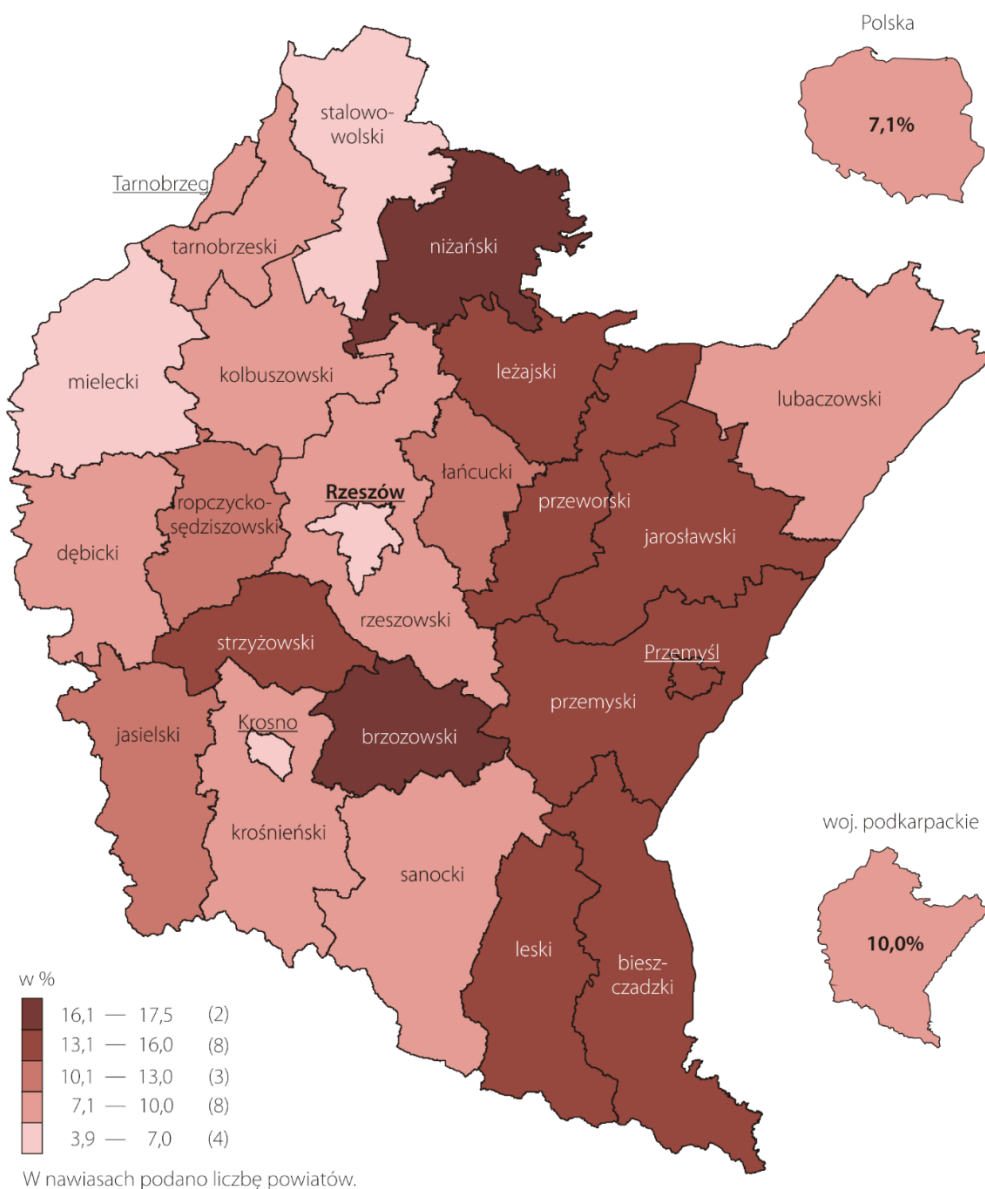 Polska
7,1%
stalowo-
wolski
Tarnobrzeg
tarnobrzeski
niżański
mielecki
kolbuszowski
leżajski
lubaczowski
łańcucki
ropczycko-
sędziszowski
Rzeszów
przeworski
jarosławski
dębicki
rzeszowski
strzyżowski
Przemyśl
przemyski
Krosno
jasielski
brzozowski
krośnieński
sanocki
leski
biesz-
czadzki
woj. podkarpackie
10,0%
w %
16,1 — 17,5 (2)
13,1 — 16,0 (8)
10,1 — 13,0 (3)
7,1 — 10,0 (8)
3,9 — 7,0 (4)
W nawiasach podano liczbę powiatów.